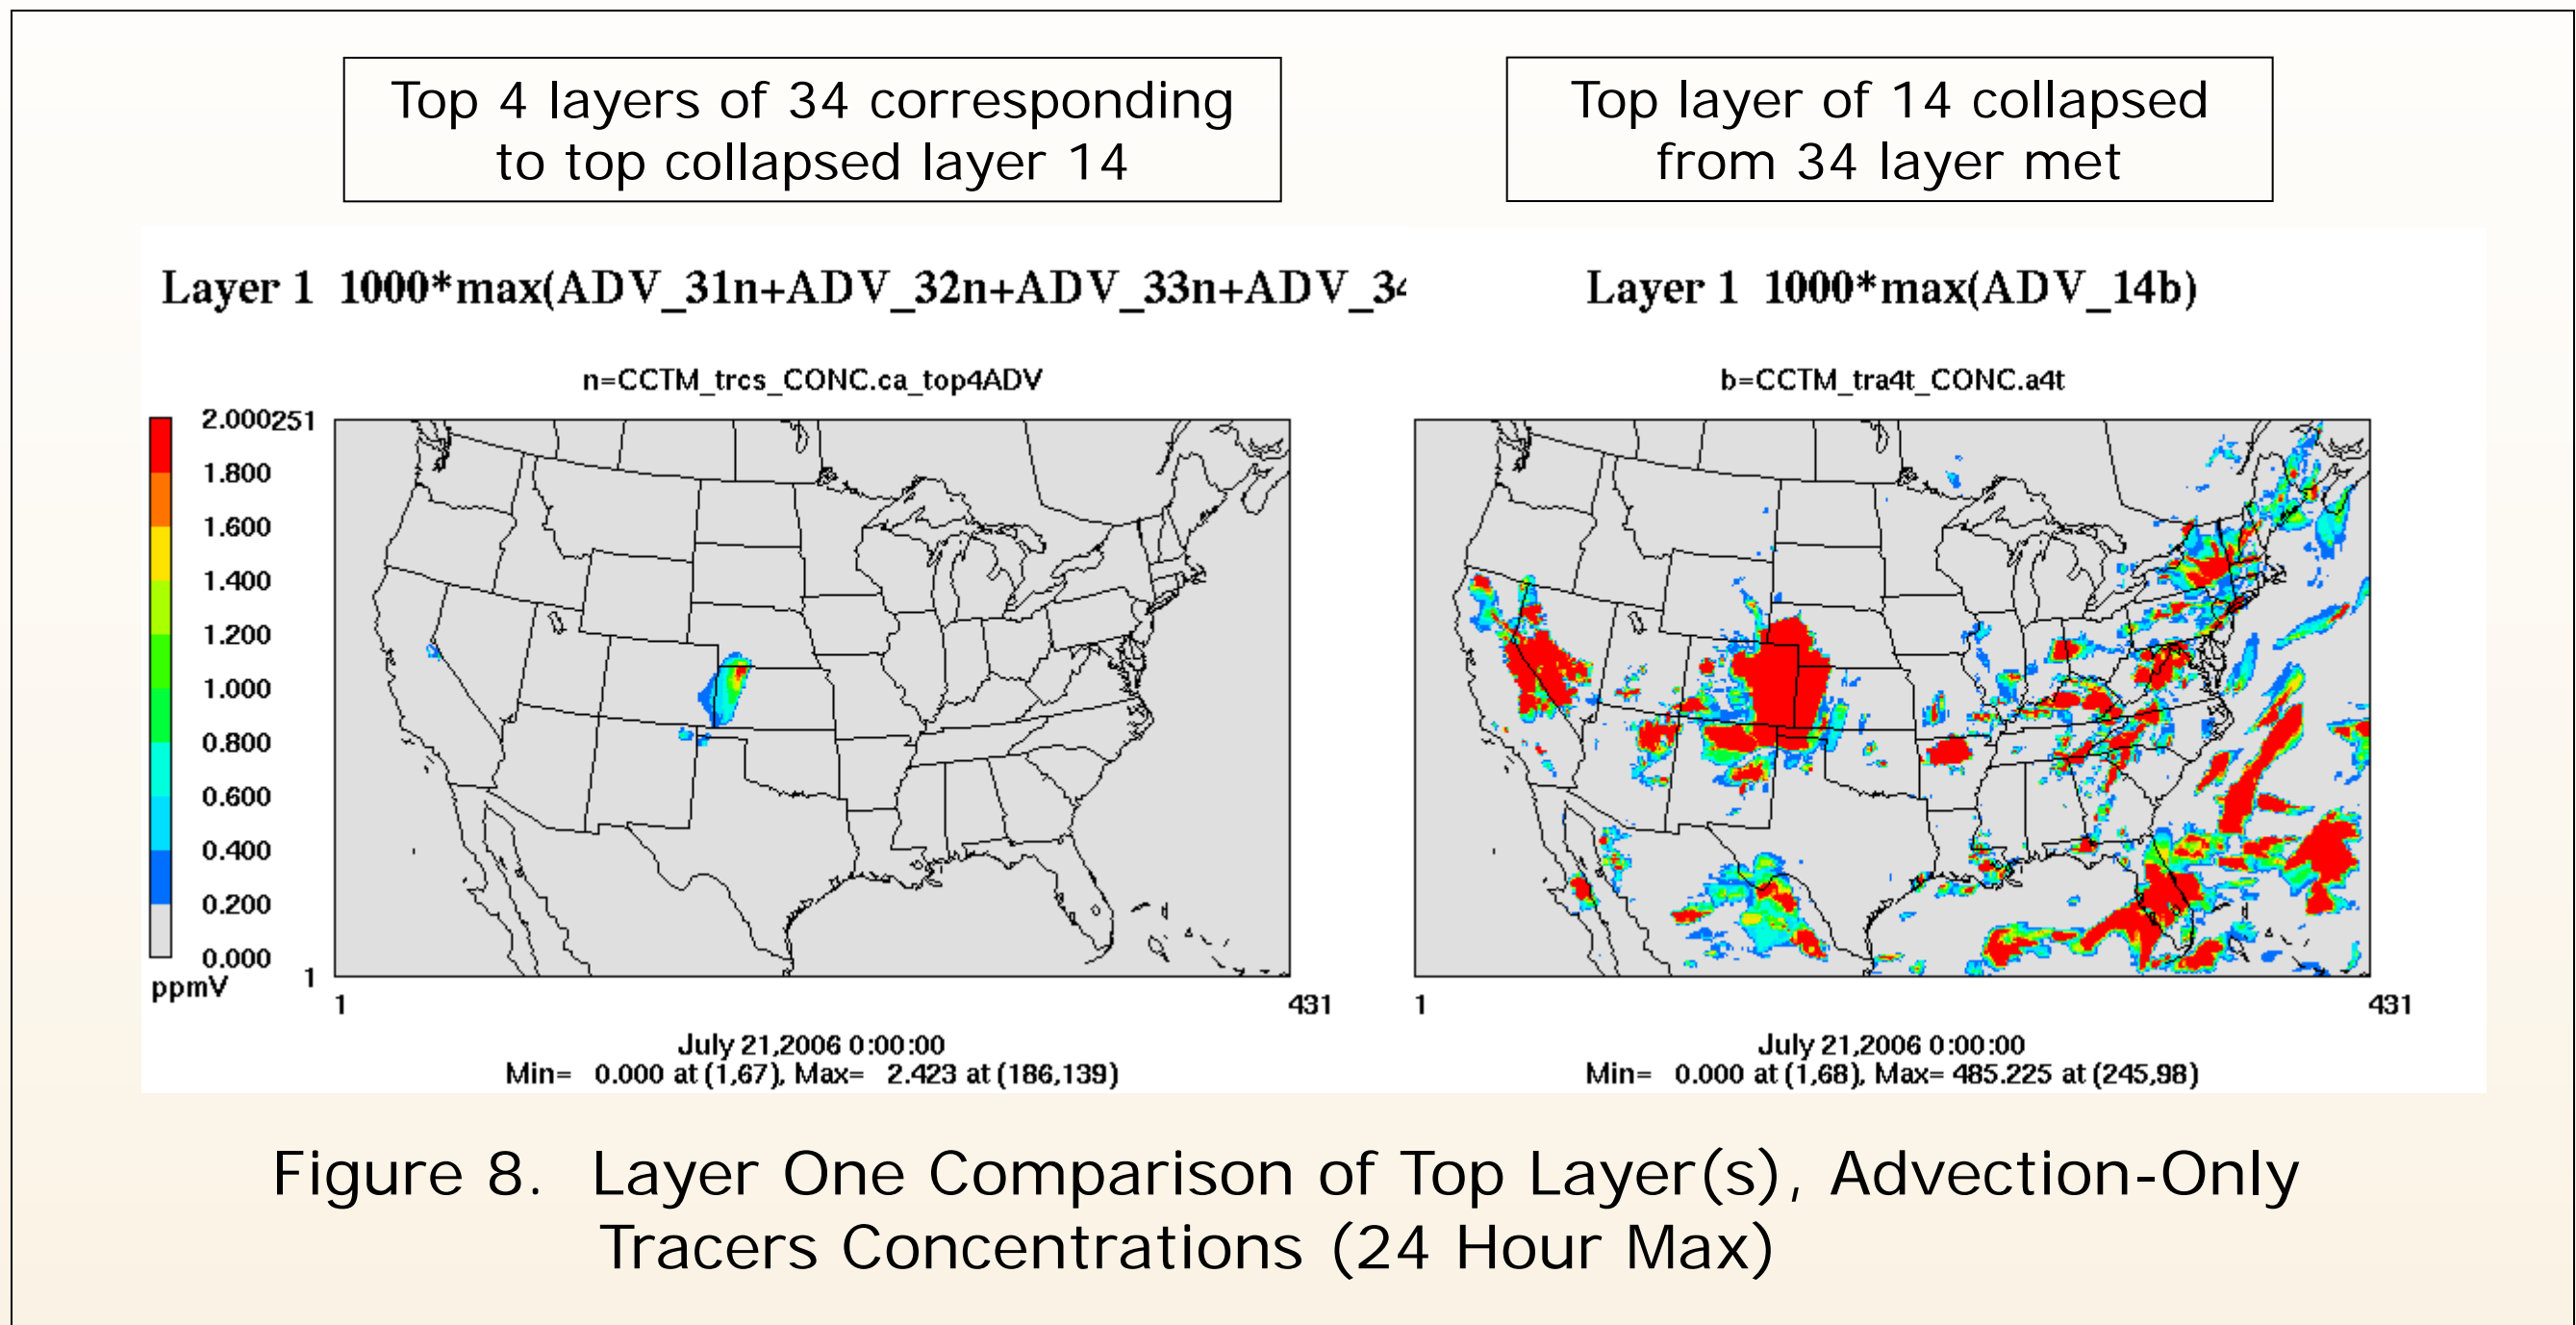 Top 4 layers of 34 corresponding
to top collapsed layer 14
Top layer of 14 collapsed
from 34 layer met
Layer 1 1000*max(ADV_31n+ADV_32n+ADV_33n+ADV_34
n=CCTM_trcs_CONC.ca_top4ADV
2.000
1.800
1.600
1.400
1.200
1.000
0.800
0.600
0.400
0.200
0.000
ppmV
251
1
1
431
July 21,2006 0:00:00
Min= 0.000 at (1,67), Max= 2.423 at (186,139)
Layer 1 1000*max(ADV_14b)
b=CCTM_tra4t_CONC.a4t
1
431
July 21,2006 0:00:00
Min= 0.000 at (1,68), Max= 485.225 at (245,98)
Figure 8. Layer One Comparison of Top Layer(s), Advection-Only
Tracers Concentrations (24 Hour Max)